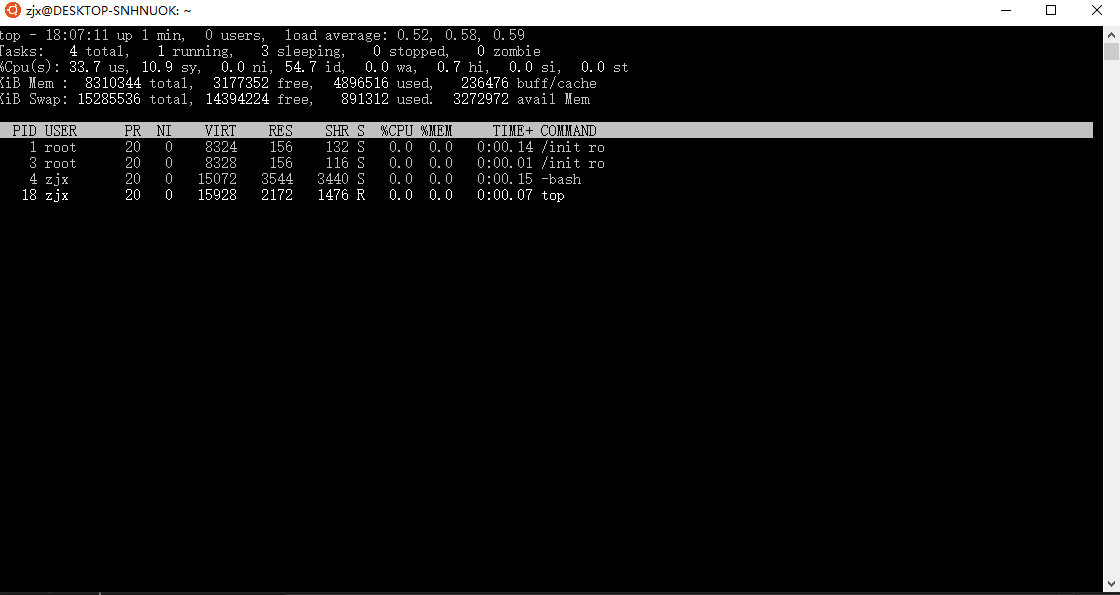 zjx@DESKTOP-SNHNUOK: ~
top - 18:07:11 up 1 min,  0 users,  load average: 0.52, 0.58, 0.59
Tasks:   4 total,   1 running,   3 sleeping,   0 stopped,   0 zombie
%Cpu(s): 33.7 us, 10.9 sy,  0.0 ni, 54.7 id,  0.0 wa,  0.7 hi,  0.0 si,  0.0 st
KiB Mem :  8310344 total,  3177352 free,  4896516 used,   236476 buff/cache
KiB Swap: 15285536 total, 14394224 free,   891312 used.  3272972 avail Mem
PID USER      PR  NI    VIRT    RES    SHR S  %CPU %MEM     TIME+ COMMAND
1 root      20   0    8324    156    132 S   0.0  0.0   0:00.14 /init ro
3 root      20   0    8328    156    116 S   0.0  0.0   0:00.01 /init ro
4 zjx       20   0   15072   3544   3440 S   0.0  0.0   0:00.15 -bash
18 zjx       20   0   15928   2172   1476 R   0.0  0.0   0:00.07 top